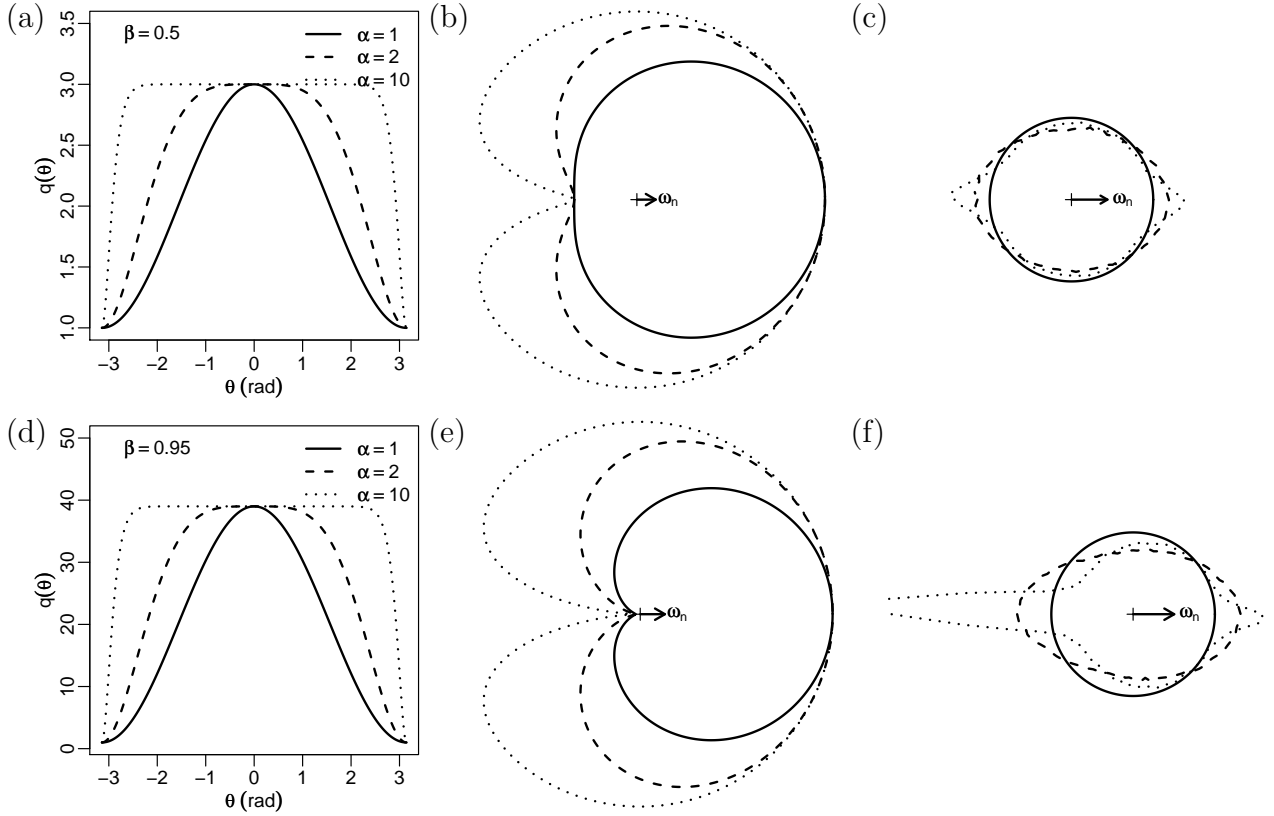 (a)
β = 0.5
α = 1
α = 2
α = 10
q(θ)
1.0 1.5 2.0 2.5 3.0 3.5
−3 −2 −1 0 1 2 3
θ (rad)
(b)
ωn
(c)
ωn
(d)
β = 0.95
α = 1
α = 2
α = 10
q(θ)
0 10 20 30 40 50
−3 −2 −1 0 1 2 3
θ (rad)
(e)
ωn
(f)
ωn